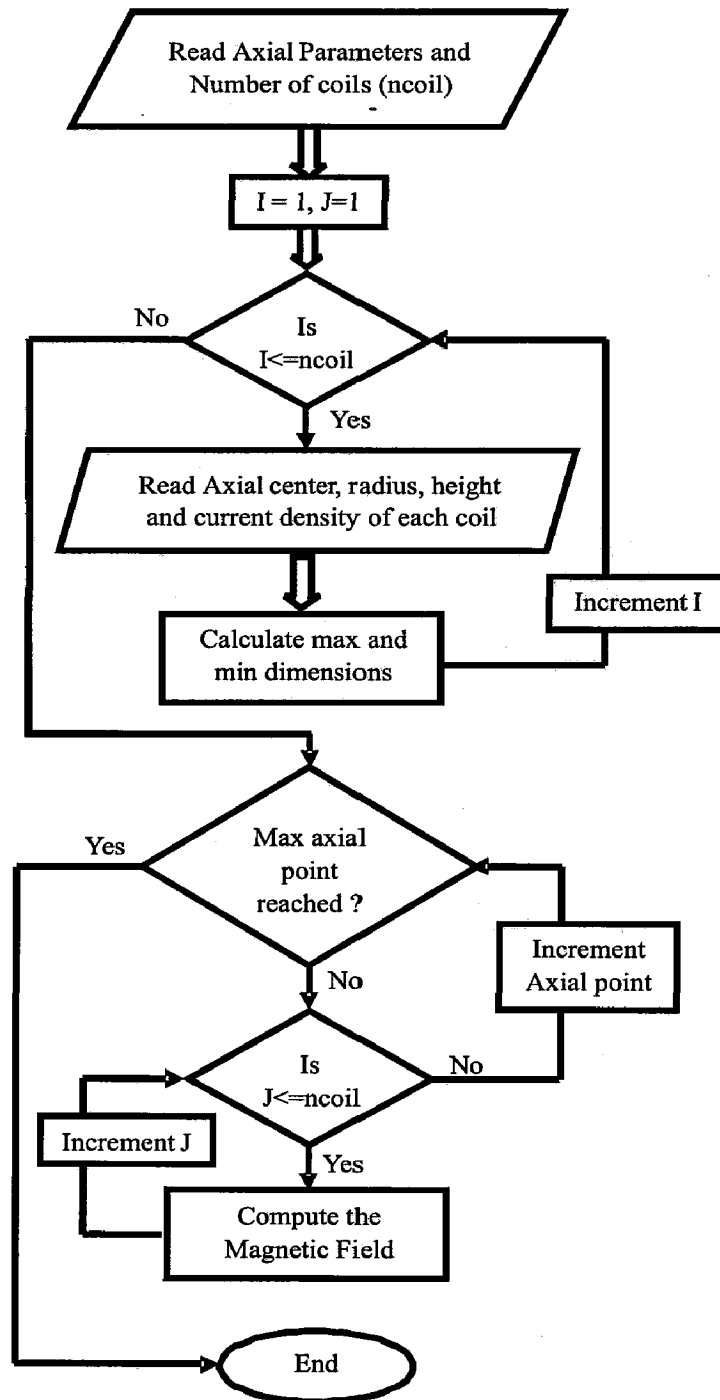 Read Axial Parameters and
Number of coils (ncoil)
I = 1, J=1
No
Is
I<=ncoil
Yes
Read Axial center, radius, height
and current density of each coil
Increment I
Calculate max and
min dimensions
Yes
Max axial
point
reached ?
Increment
Axial point
No
Is
J<=ncoil
No
Increment J
Yes
Compute the
Magnetic Field
End